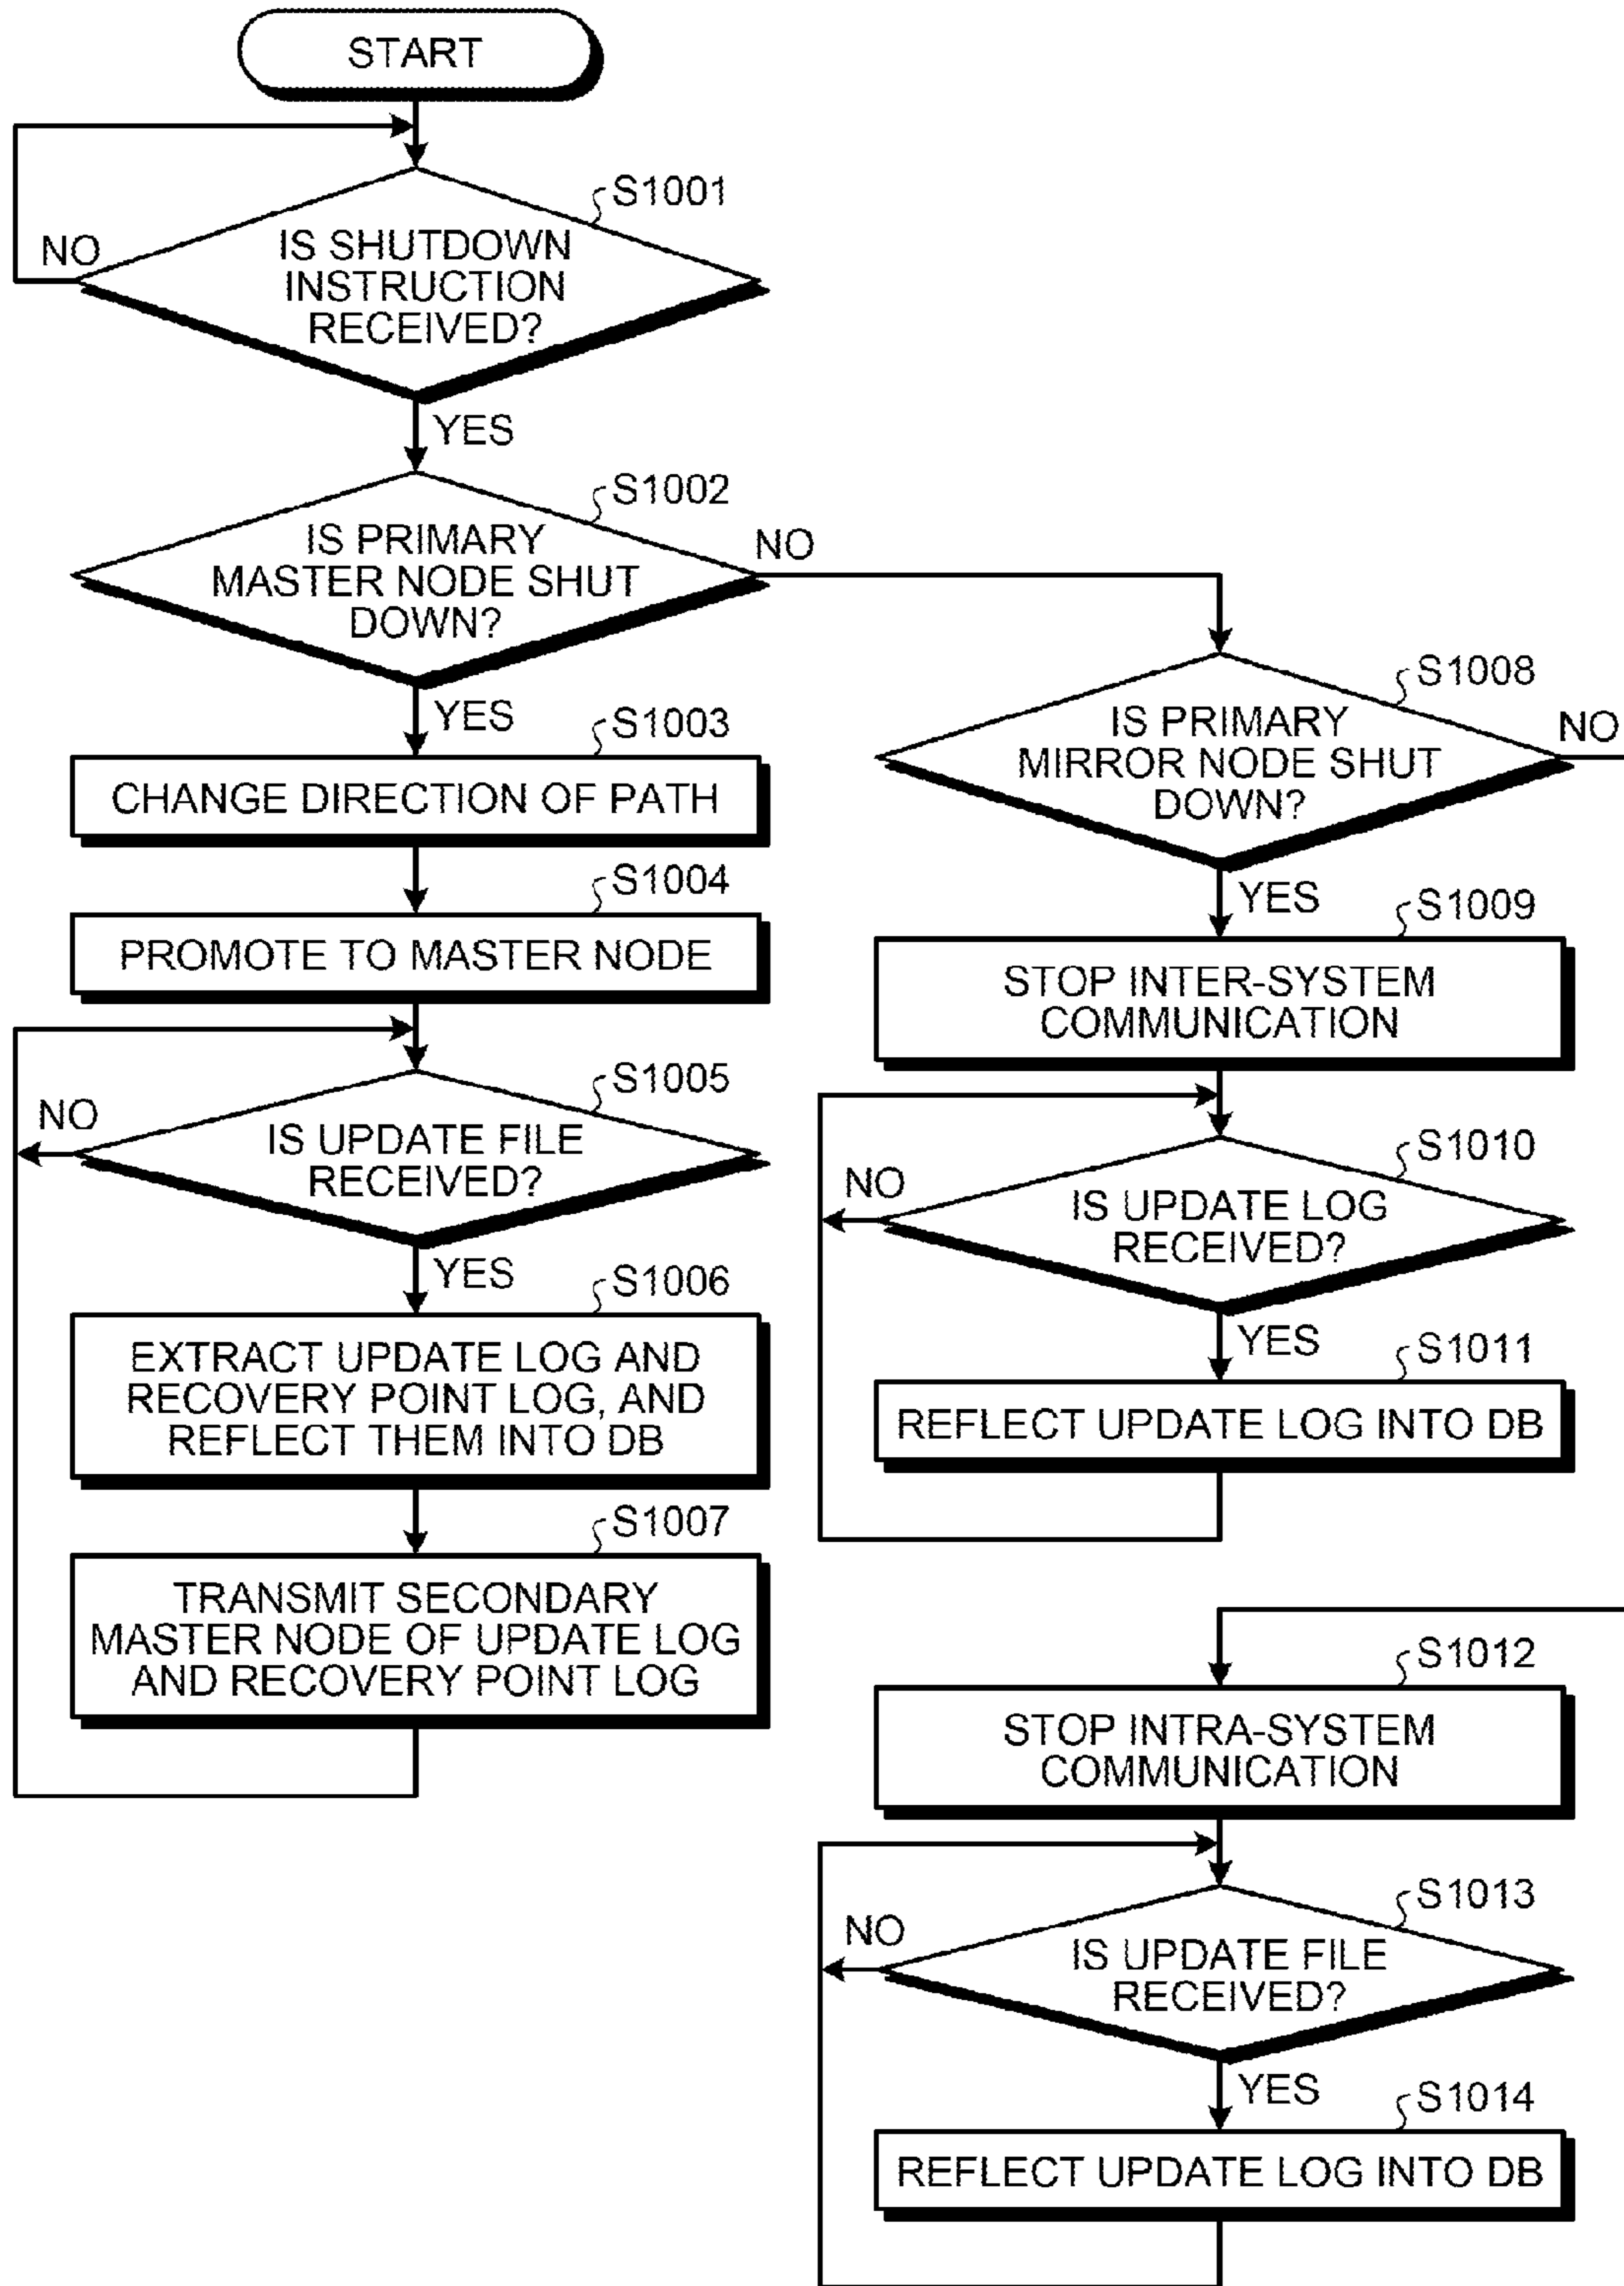 START
S1001
IS SHUTDOWN
INSTRUCTION
RECEIVED?
NO
YES
S1002
IS PRIMARY
MASTER NODE SHUT
DOWN?
NO
YES
S1003
CHANGE DIRECTION OF PATH
S1004
PROMOTE TO MASTER NODE
S1005
NO
IS UPDATE FILE
RECEIVED?
YES
S1006
EXTRACT UPDATE LOG AND
RECOVERY POINT LOG, AND
REFLECT THEM INTO DB
S1007
TRANSMIT SECONDARY
MASTER NODE OF UPDATE LOG
AND RECOVERY POINT LOG
S1008
IS PRIMARY
MIRROR NODE SHUT
DOWN?
NO
YES
S1009
STOP INTER-SYSTEM
COMMUNICATION
S1010
NO
IS UPDATE LOG
RECEIVED?
YES
S1011
REFLECT UPDATE LOG INTO DB
S1012
STOP INTRA-SYSTEM
COMMUNICATION
S1013
NO
IS UPDATE FILE
RECEIVED?
YES
S1014
REFLECT UPDATE LOG INTO DB